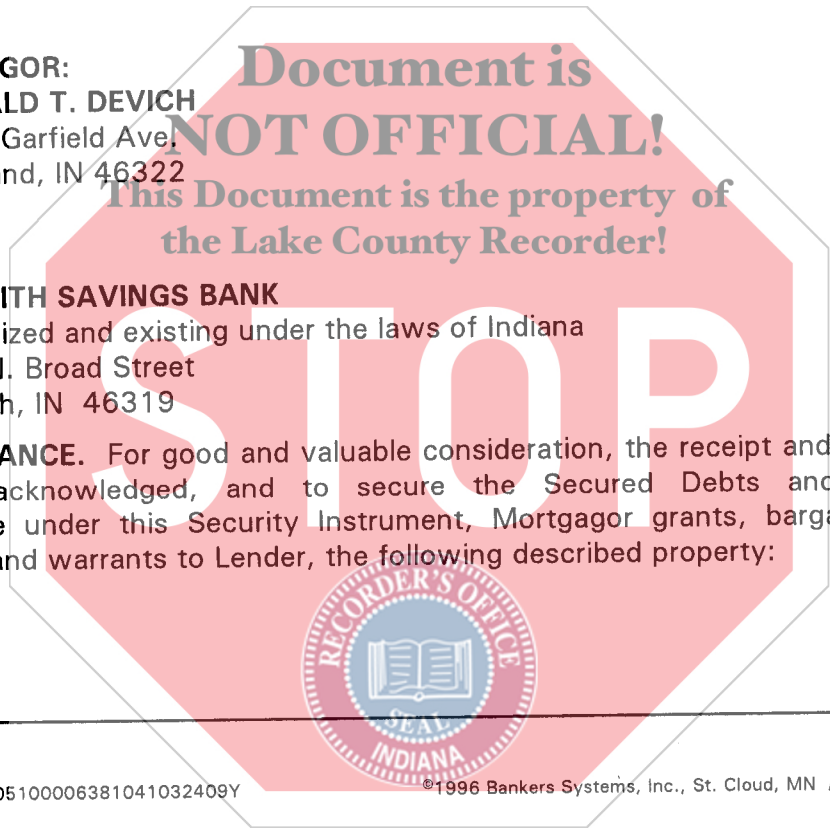 Document is
NOT OFFICIAL!
This Document is the property of
the Lake County Recorder!
STOP
GOR:
LD T. DEVICH
Garfield Ave.
nd, IN 46322
ITH SAVINGS BANK
ized and existing under the laws of Indiana
. Broad Street
h, IN 46319
ANCE. For good and valuable consideration, the receipt and
acknowledged, and to secure the Secured Debts and
e under this Security Instrument, Mortgagor grants, barga
and warrants to Lender, the following described property:
RECORDER'S OFFICE
SEAL
INDIANA
051000063810410324​09Y
©1996 Bankers Systems, Inc., St. Cloud, MN